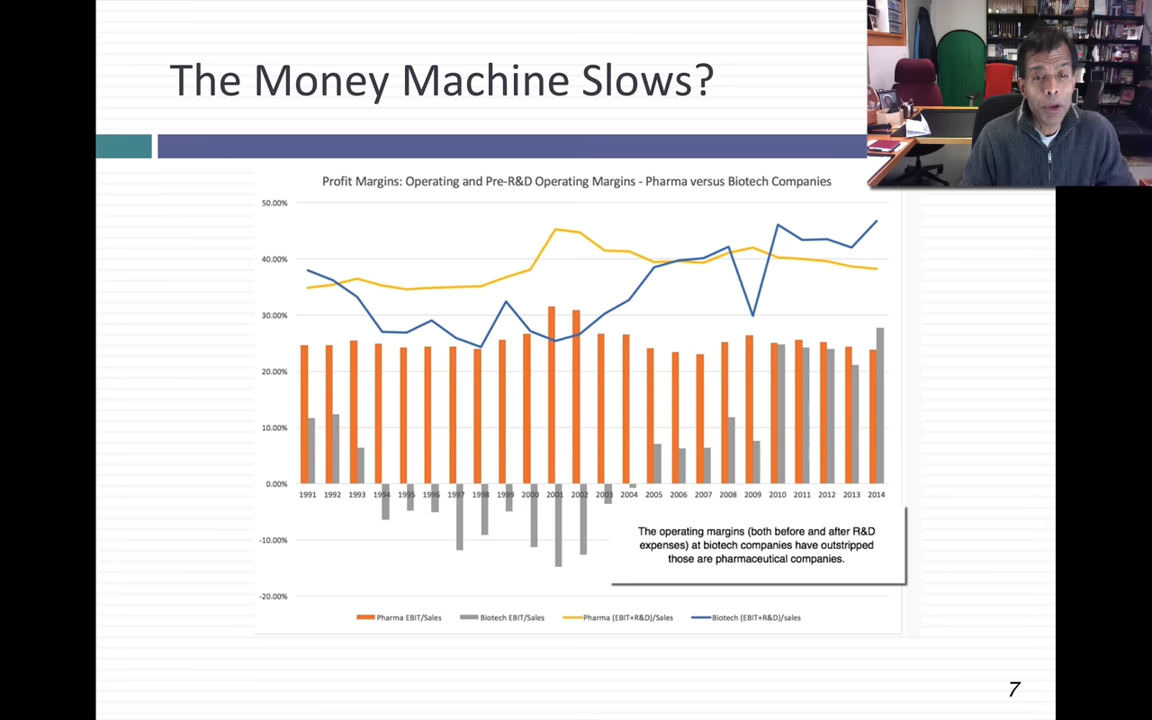 The Money Machine Slows?
Profit Margins: Operating and Pre-R&D Operating Margins - Pharma versus Biotech Companies
50.00%
40.00%
30.00%
20.00%
10.00%
0.00%
-10.00%
-20.00%
1991 1992 1993 1994 1995 1996 1997 1998 1999 2000 2001 2002 2003 2004 2005 2006 2007 2008 2009 2010 2011 2012 2013 2014
The operating margins (both before and after R&D
expenses) at biotech companies have outstripped
those are pharmaceutical companies.
Pharma EBIT/Sales Biotech EBIT/Sales Pharma (EBIT+R&D)/Sales Biotech (EBIT+R&D)/sales
7